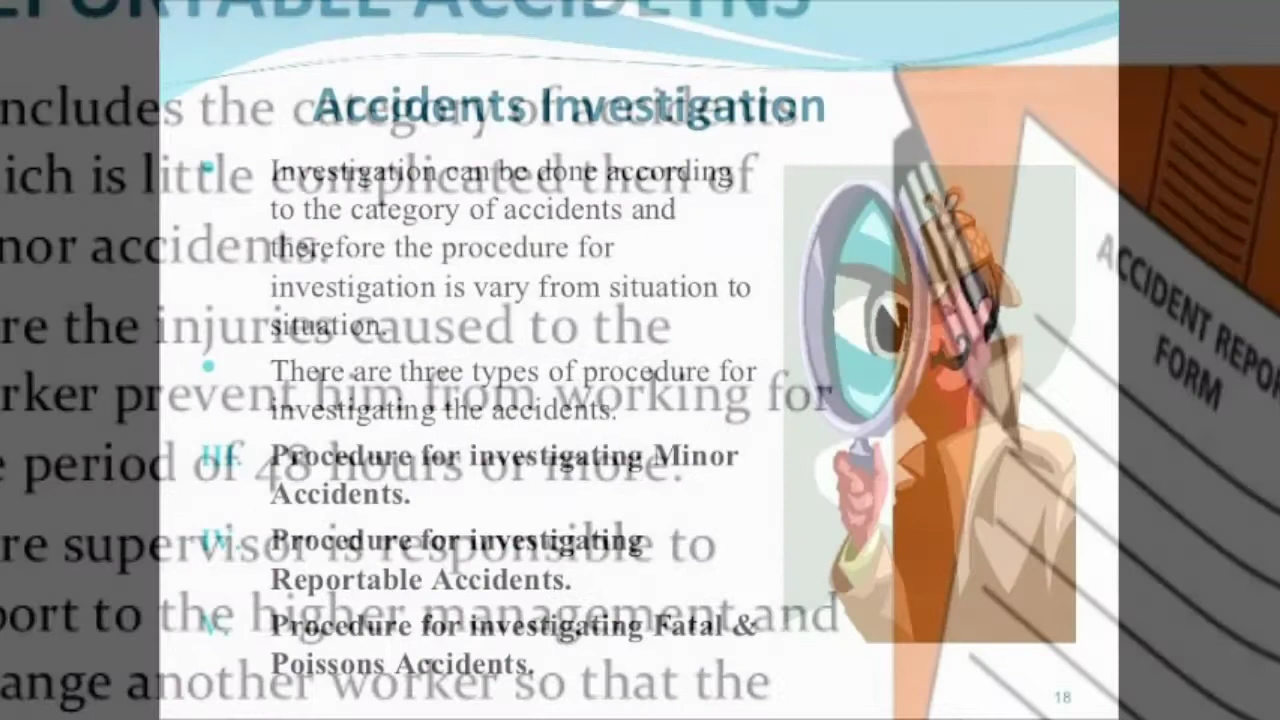 EPORTABLE ACCIDEYNS
ncludes the category of accidents
ich is little complicated then of
nor accidents.
re the injuries caused to the
rker prevent him from working for
e period of 48 hours or more.
re supervisor is responsible to
port to the higher management and
ange another worker so that the
Accidents Investigation
• Investigation can be done according
to the category of accidents and
therefore the procedure for
investigation is vary from situation to
situation.
• There are three types of procedure for
investigating the accidents.
III. Procedure for investigating Minor
Accidents.
IV. Procedure for investigating
Reportable Accidents.
V. Procedure for investigating Fatal &
Poissons Accidents.
ACCIDENT REPOR
FORM
18